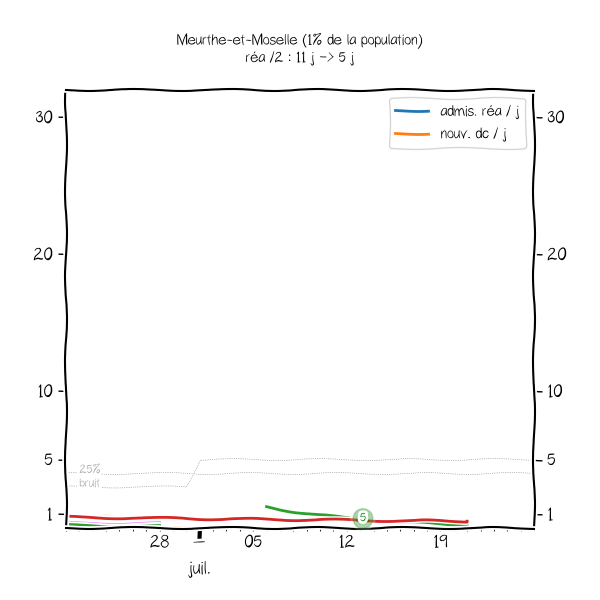 Meurthe-et-Moselle (1% de la population)
réa /2 : 11 j -> 5 j
admis. réa / j
nouv. dc / j
30 30
20 20
10 10
5 5
25%
bruit
1 5 1
28 05 12 19
juil.